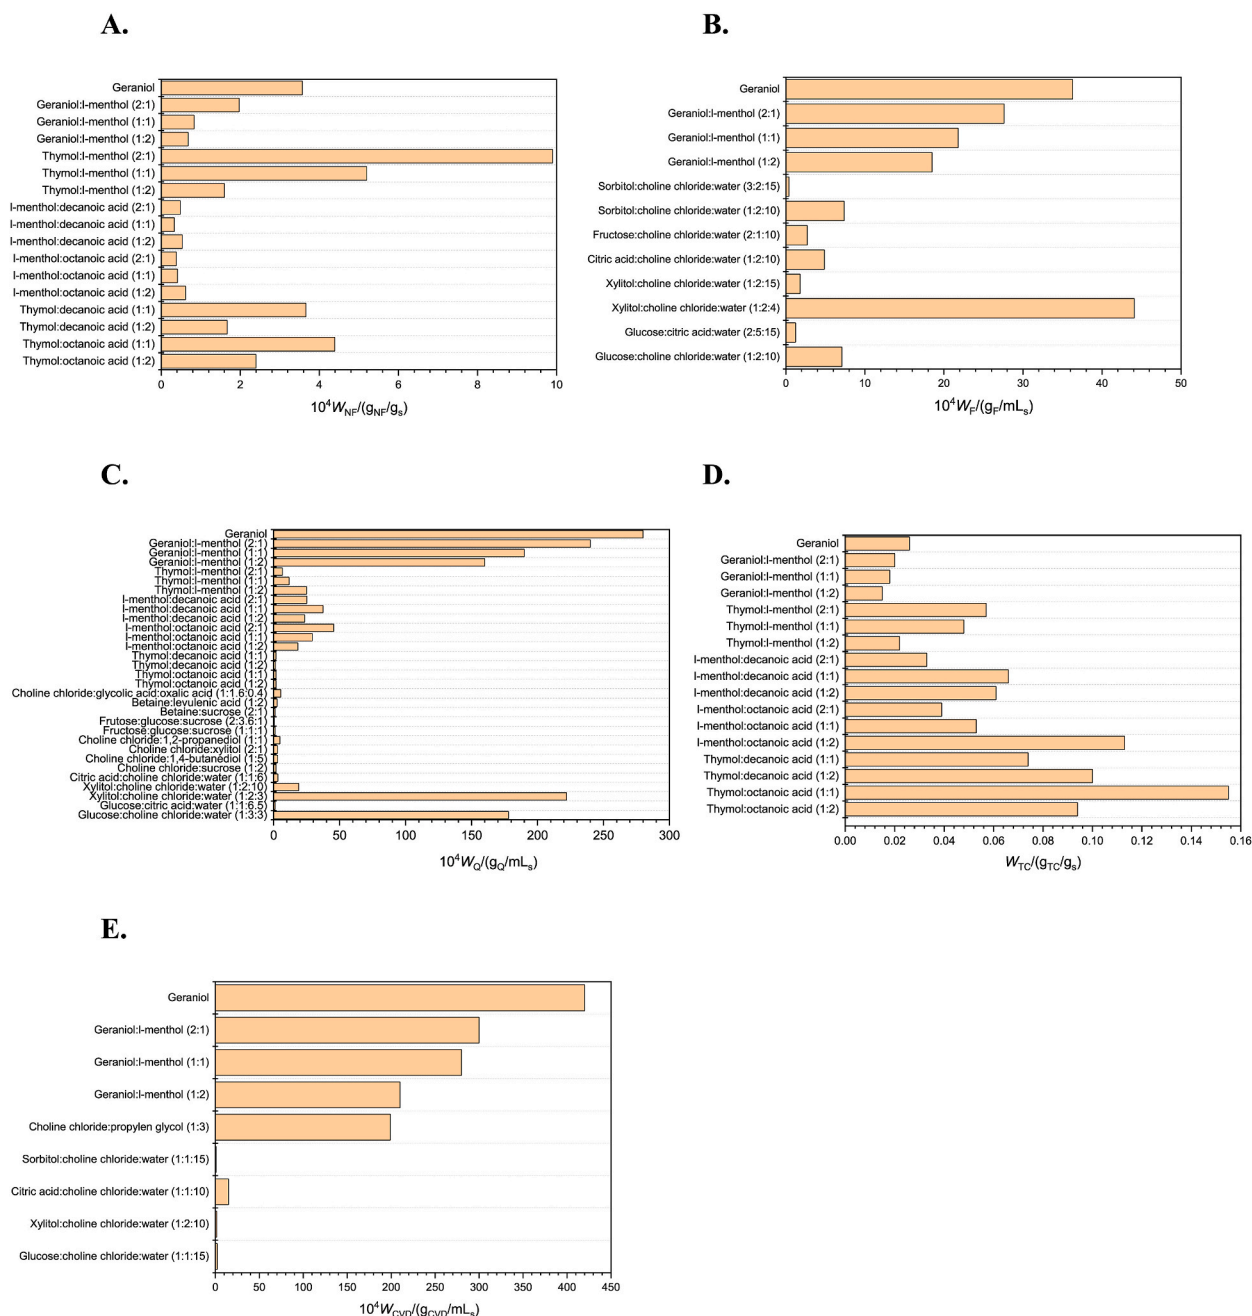 A.
Geraniol
Geraniol:l-menthol (2:1)
Geraniol:l-menthol (1:1)
Geraniol:l-menthol (1:2)
Thymol:l-menthol (2:1)
Thymol:l-menthol (1:1)
Thymol:l-menthol (1:2)
l-menthol:decanoic acid (2:1)
l-menthol:decanoic acid (1:1)
l-menthol:decanoic acid (1:2)
l-menthol:octanoic acid (2:1)
l-menthol:octanoic acid (1:1)
l-menthol:octanoic acid (1:2)
Thymol:decanoic acid (1:1)
Thymol:decanoic acid (1:2)
Thymol:octanoic acid (1:1)
Thymol:octanoic acid (1:2)
0 2 4 6 8 10
10⁴W_NF/(g_NF/g_s)
B.
Geraniol
Geraniol:l-menthol (2:1)
Geraniol:l-menthol (1:1)
Geraniol:l-menthol (1:2)
Sorbitol:choline chloride:water (3:2:15)
Sorbitol:choline chloride:water (1:2:10)
Fructose:choline chloride:water (2:1:10)
Citric acid:choline chloride:water (1:2:10)
Xylitol:choline chloride:water (1:2:15)
Xylitol:choline chloride:water (1:2:4)
Glucose:citric acid:water (2:5:15)
Glucose:choline chloride:water (1:2:10)
0 10 20 30 40 50
10⁴W_F/(g_F/mL_s)
C.
Geraniol
Geraniol:l-menthol (2:1)
Geraniol:l-menthol (1:1)
Geraniol:l-menthol (1:2)
Thymol:l-menthol (2:1)
Thymol:l-menthol (1:1)
Thymol:l-menthol (1:2)
l-menthol:decanoic acid (2:1)
l-menthol:decanoic acid (1:1)
l-menthol:decanoic acid (1:2)
l-menthol:octanoic acid (2:1)
l-menthol:octanoic acid (1:1)
l-menthol:octanoic acid (1:2)
Thymol:decanoic acid (1:1)
Thymol:decanoic acid (1:2)
Thymol:octanoic acid (1:1)
Thymol:octanoic acid (1:2)
Choline chloride:glycolic acid:oxalic acid (1:1.6:0.4)
Betaine:levulenic acid (1:2)
Betaine:sucrose (2:1)
Frutose:glucose:sucrose (2:3.6:1)
Fructose:glucose:sucrose (1:1:1)
Choline chloride:1,2-propanediol (1:1)
Choline chloride:xylitol (2:1)
Choline chloride:1,4-butanediol (1:5)
Choline chloride:sucrose (1:2)
Citric acid:choline chloride:water (1:1:6)
Xylitol:choline chloride:water (1:2:10)
Xylitol:choline chloride:water (1:2:3)
Glucose:citric acid:water (1:1:6.5)
Glucose:choline chloride:water (1:3:3)
0 50 100 150 200 250 300
10⁴W_Q/(g_Q/mL_s)
D.
Geraniol
Geraniol:l-menthol (2:1)
Geraniol:l-menthol (1:1)
Geraniol:l-menthol (1:2)
Thymol:l-menthol (2:1)
Thymol:l-menthol (1:1)
Thymol:l-menthol (1:2)
l-menthol:decanoic acid (2:1)
l-menthol:decanoic acid (1:1)
l-menthol:decanoic acid (1:2)
l-menthol:octanoic acid (2:1)
l-menthol:octanoic acid (1:1)
l-menthol:octanoic acid (1:2)
Thymol:decanoic acid (1:1)
Thymol:decanoic acid (1:2)
Thymol:octanoic acid (1:1)
Thymol:octanoic acid (1:2)
0.00 0.02 0.04 0.06 0.08 0.10 0.12 0.14 0.16
W_TC/(g_TC/g_s)
E.
Geraniol
Geraniol:l-menthol (2:1)
Geraniol:l-menthol (1:1)
Geraniol:l-menthol (1:2)
Choline chloride:propylen glycol (1:3)
Sorbitol:choline chloride:water (1:1:15)
Citric acid:choline chloride:water (1:1:10)
Xylitol:choline chloride:water (1:2:10)
Glucose:choline chloride:water (1:1:15)
0 50 100 150 200 250 300 350 400 450
10⁴W_CYD/(g_CYD/mL_s)